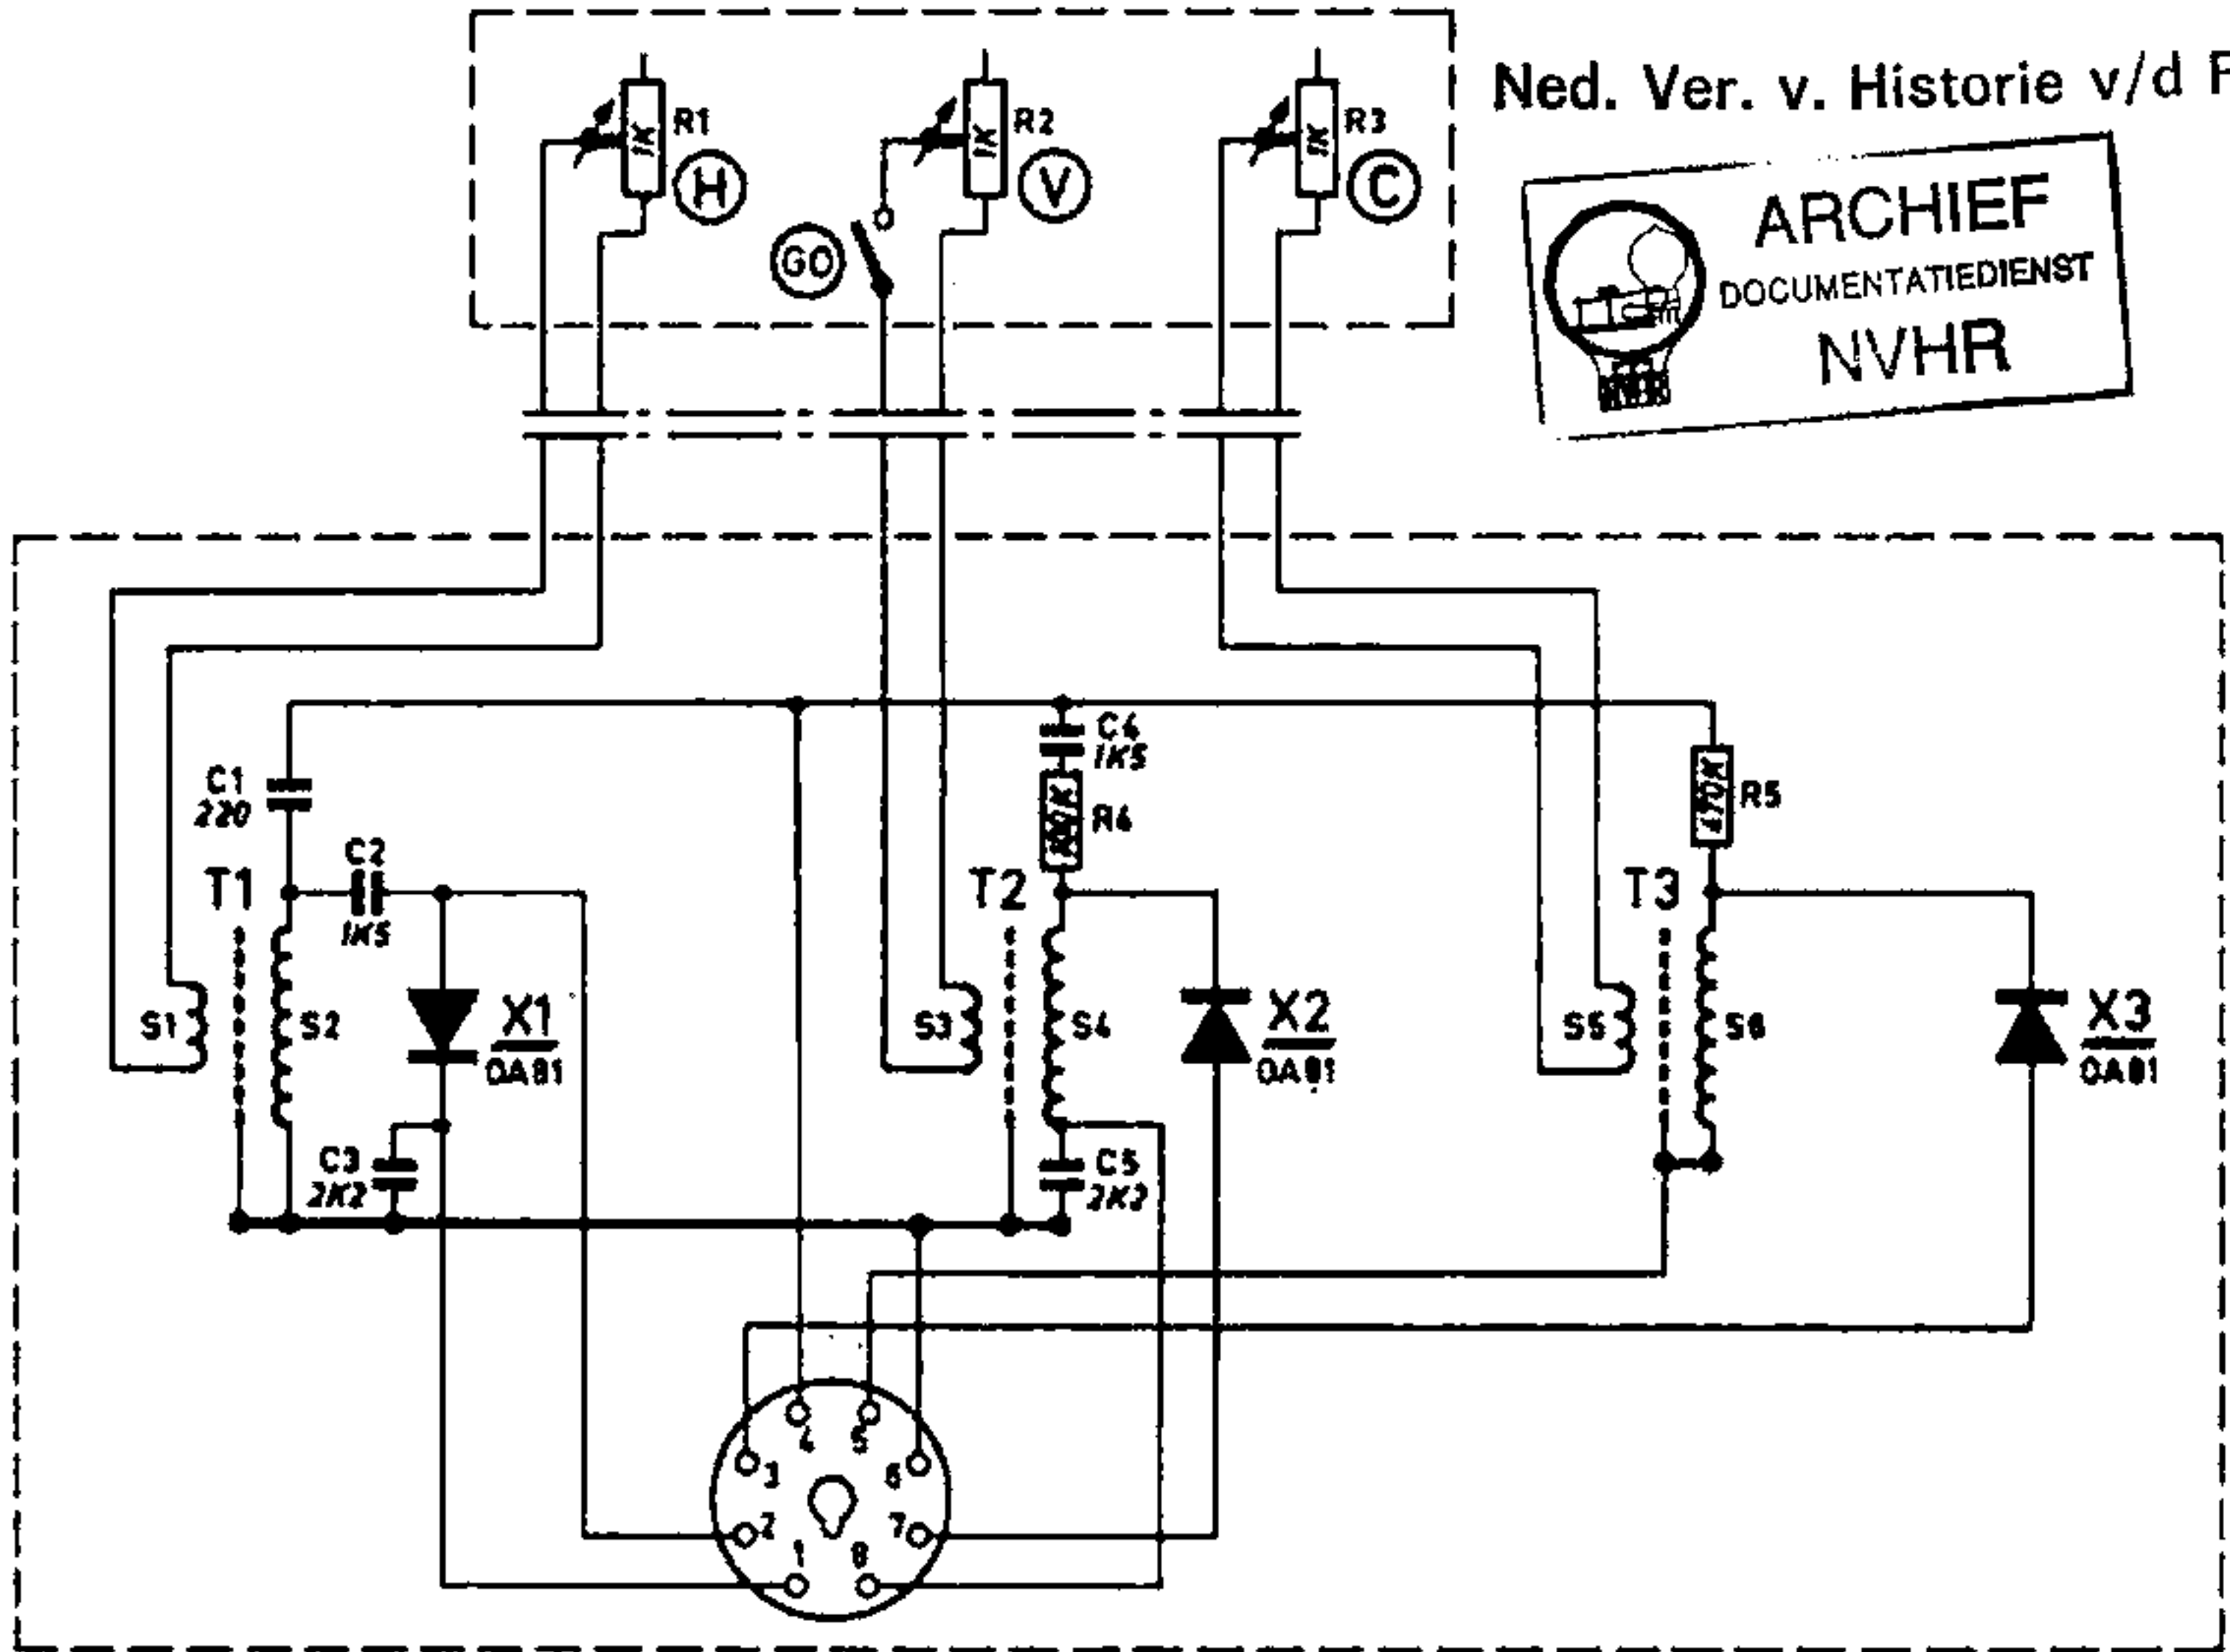 Ned. Ver. v. Historie v/d
ARCHIEF
DOCUMENTATIEDIENST
NVHR
R1
1K
H
R2
1K
V
R3
1K
C
GO
C1
220
C2
1K5
C4
1K5
R4
470K
R5
T1
T2
T3
S1
S2
X1
OA81
S3
S4
X2
OA81
S5
S6
X3
OA81
C3
2K2
C5
2K2
4
5
3
6
2
7
1
8